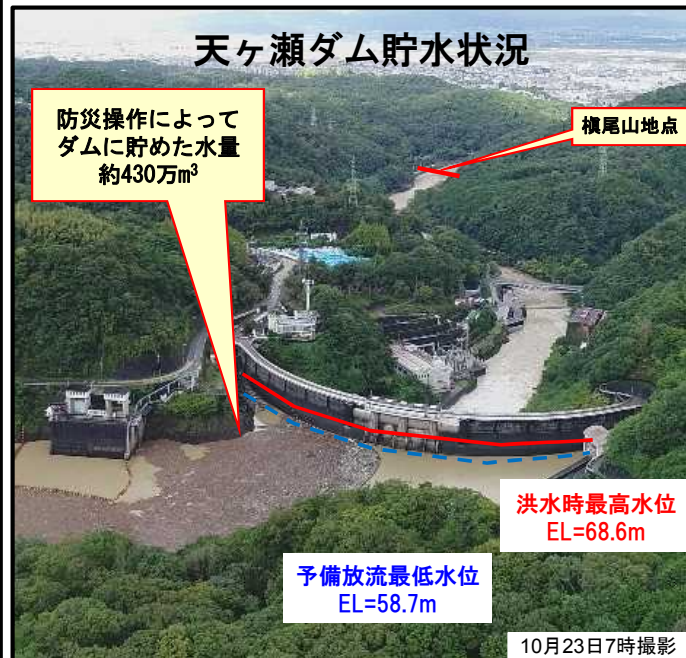 天ヶ瀬ダム貯水状況
防災操作によって
ダムに貯めた水量
約430万m³
槇尾山地点
洪水時最高水位
EL=68.6m
予備放流最低水位
EL=58.7m
10月23日7時撮影